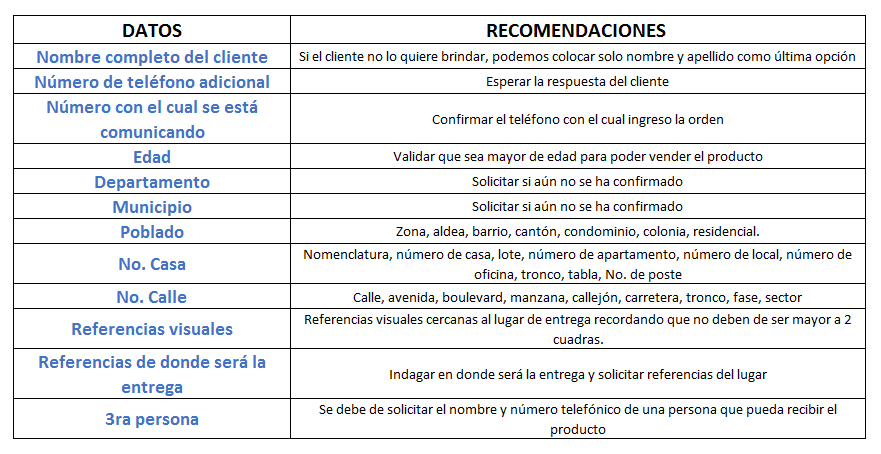 DATOS RECOMENDACIONES
Nombre completo del cliente Si el cliente no lo quiere brindar, podemos colocar solo nombre y apellido como última opción
Número de teléfono adicional Esperar la respuesta del cliente
Número con el cual se está
comunicando
Confirmar el teléfono con el cual ingreso la orden
Edad Validar que sea mayor de edad para poder vender el producto
Departamento Solicitar si aún no se ha confirmado
Municipio Solicitar si aún no se ha confirmado
Poblado Zona, aldea, barrio, cantón, condominio, colonia, residencial.
No. Casa
Nomenclatura, número de casa, lote, número de apartamento, número de local, número de
oficina, tronco, tabla, No. de poste
No. Calle Calle, avenida, boulevard, manzana, callejón, carretera, tronco, fase, sector
Referencias visuales
Referencias visuales cercanas al lugar de entrega recordando que no deben de ser mayor a 2
cuadras.
Referencias de donde será la
entrega
Indagar en donde será la entrega y solicitar referencias del lugar
3ra persona
Se debe de solicitar el nombre y número telefónico de una persona que pueda recibir el
producto